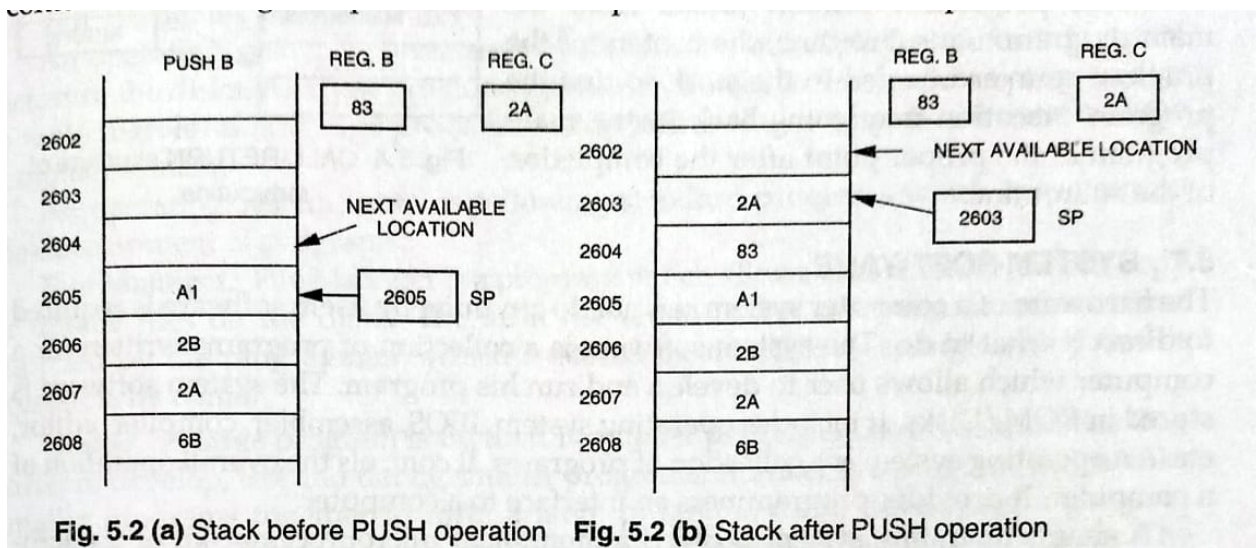 PUSH B
REG. B
REG. C
83
2A
2602
2603
2604
2605
2606
2607
2608
NEXT AVAILABLE
LOCATION
A1
2605
SP
2B
2A
6B
Fig. 5.2 (a) Stack before PUSH operation
REG. B
REG. C
83
2A
2602
NEXT AVAILABLE LOCATION
2603
2A
2603
SP
2604
83
2605
A1
2606
2B
2607
2A
2608
6B
Fig. 5.2 (b) Stack after PUSH operation